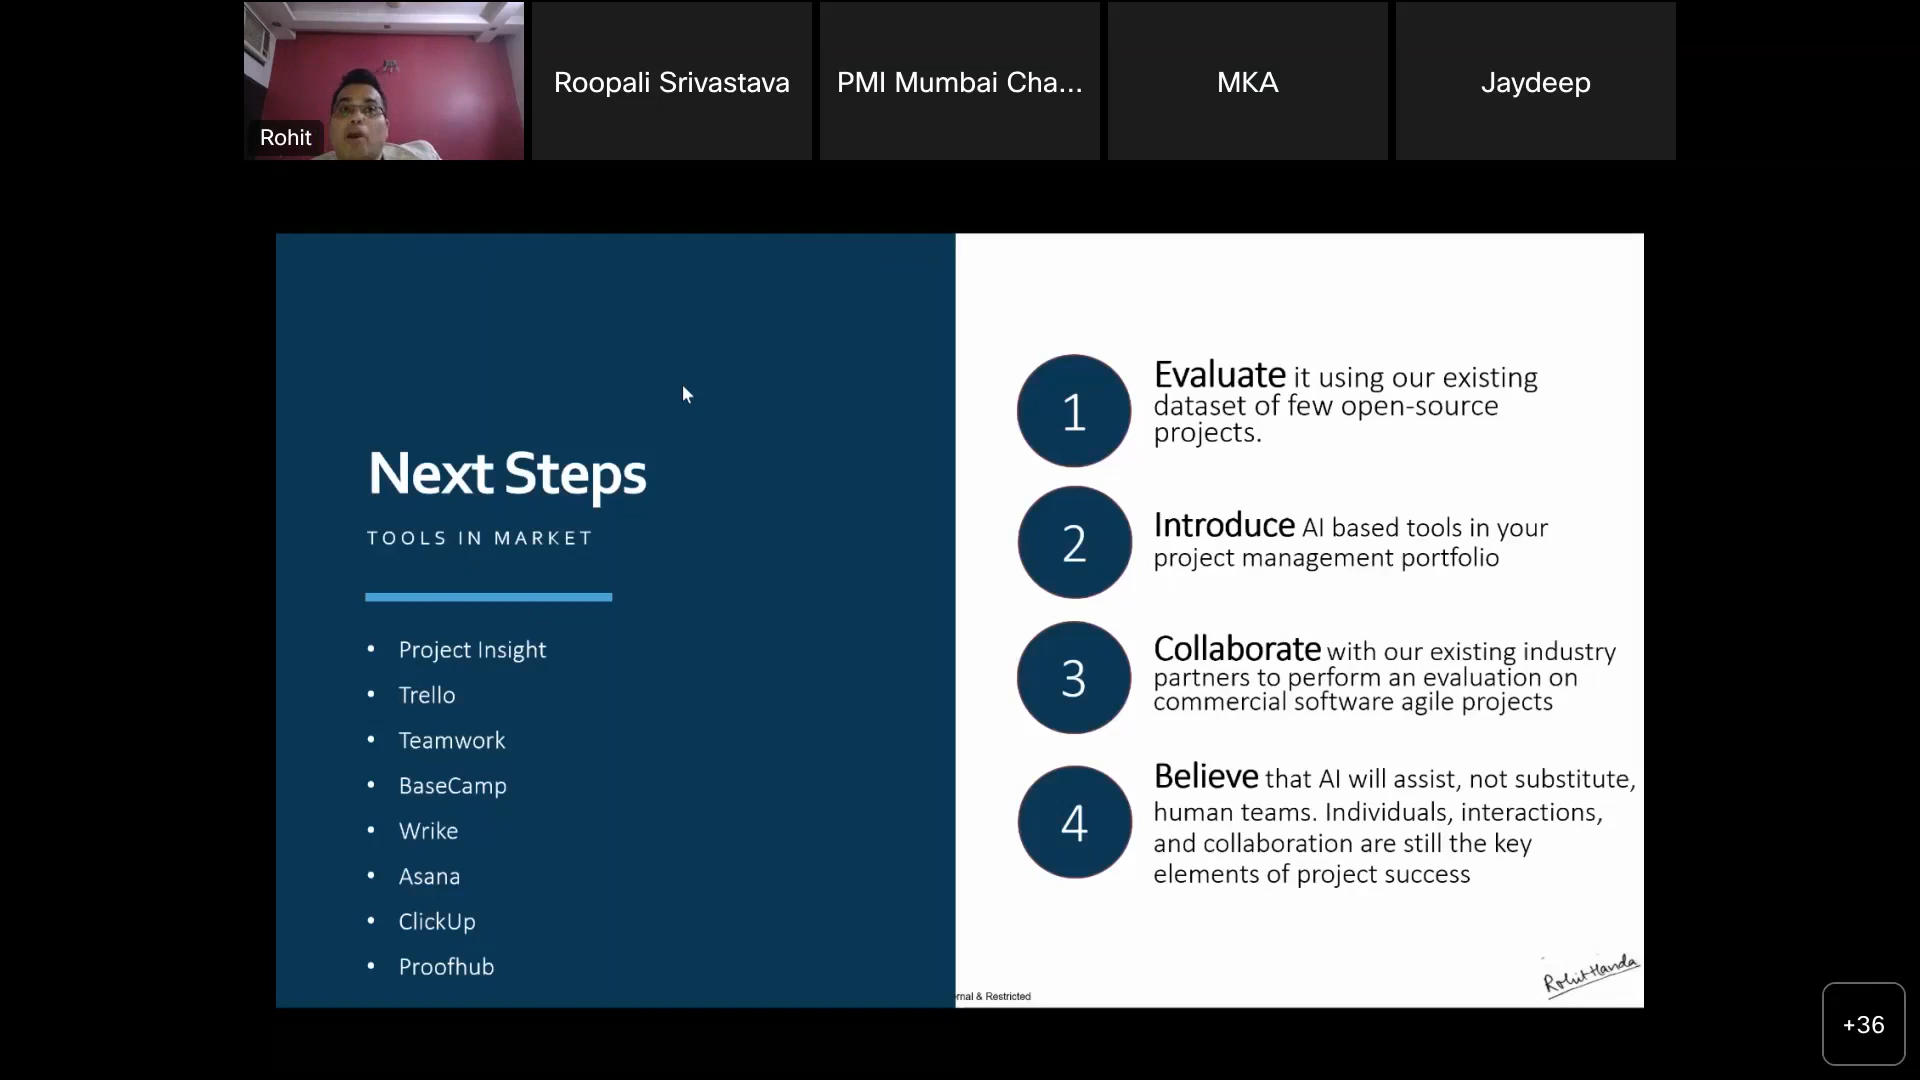 Rohit
Roopali Srivastava
PMI Mumbai Cha...
MKA
Jaydeep
Next Steps
TOOLS IN MARKET
• Project Insight
• Trello
• Teamwork
• BaseCamp
• Wrike
• Asana
• ClickUp
• Proofhub
1
Evaluate it using our existing
dataset of few open-source
projects.
2
Introduce AI based tools in your
project management portfolio
3
Collaborate with our existing industry
partners to perform an evaluation on
commercial software agile projects
4
Believe that AI will assist, not substitute,
human teams. Individuals, interactions,
and collaboration are still the key
elements of project success
rnal & Restricted
Rohit Handa
+36